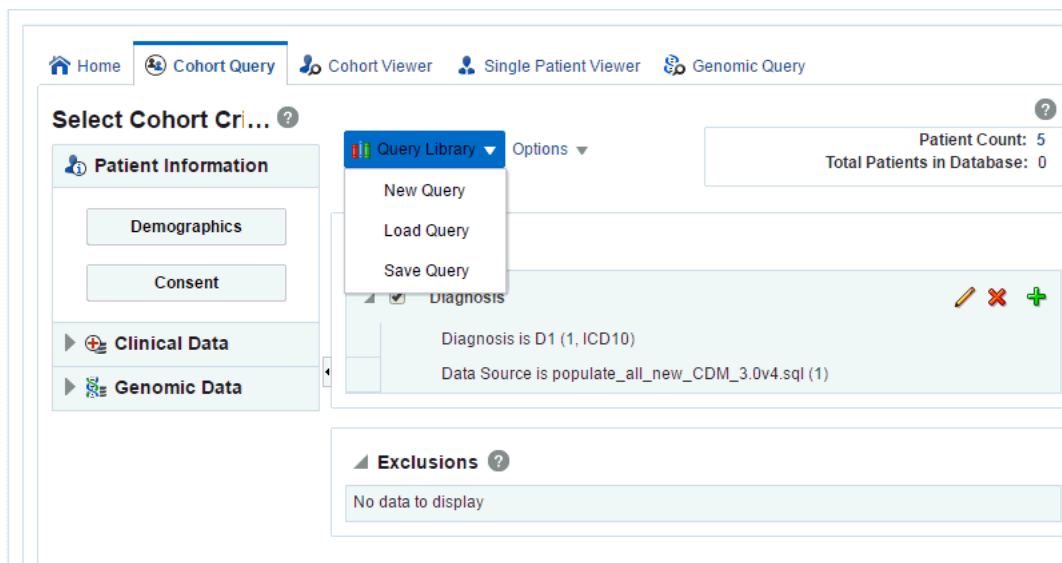 Home Cohort Query Cohort Viewer Single Patient Viewer Genomic Query
Select Cohort Cri... ?
?
Patient Information
Demographics
Consent
Clinical Data
Genomic Data
Query Library Options
New Query
Load Query
Save Query
Patient Count: 5
Total Patients in Database: 0
Diagnosis
Diagnosis is D1 (1, ICD10)
Data Source is populate_all_new_CDM_3.0v4.sql (1)
Exclusions ?
No data to display